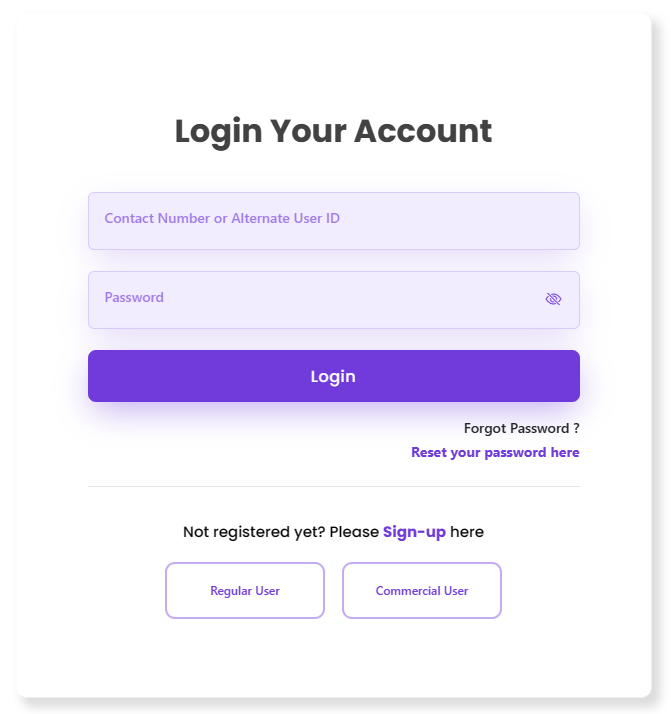 Login Your Account
Contact Number or Alternate User ID
Password
Login
Forgot Password ?
Reset your password here
Not registered yet? Please Sign-up here
Regular User
Commercial User